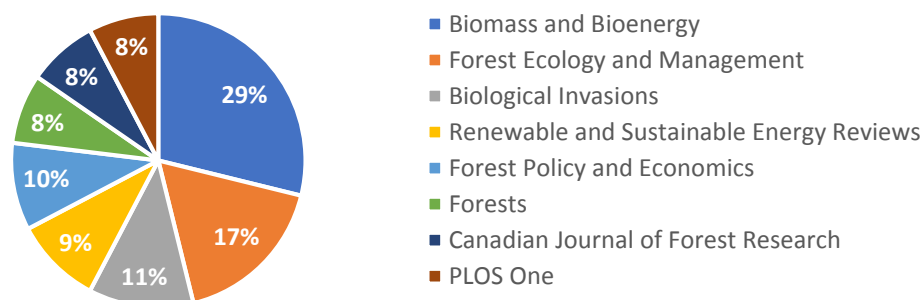 8%
8%
29%
8%
10%
9%
11%
17%
Biomass and Bioenergy
Forest Ecology and Management
Biological Invasions
Renewable and Sustainable Energy Reviews
Forest Policy and Economics
Forests
Canadian Journal of Forest Research
PLOS One